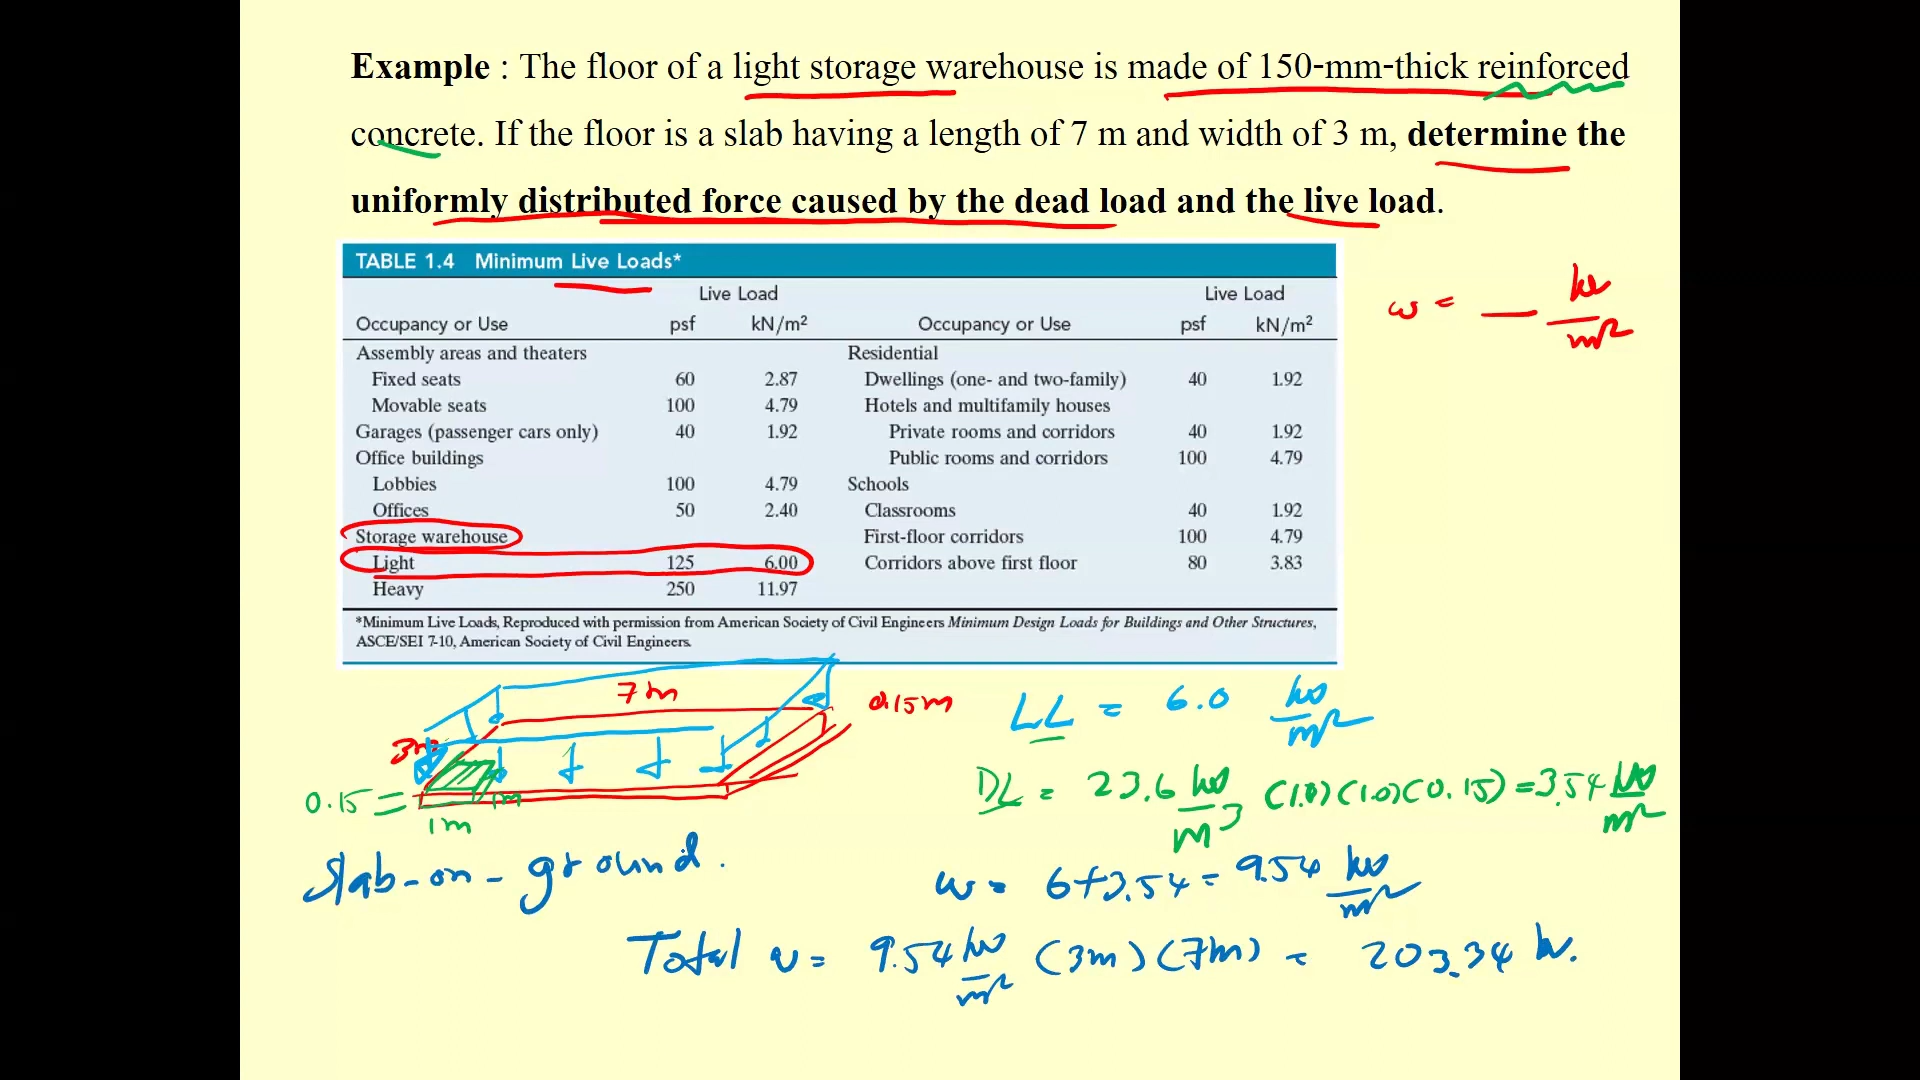 Example : The floor of a light storage warehouse is made of 150-mm-thick reinforced
concrete. If the floor is a slab having a length of 7 m and width of 3 m, determine the
uniformly distributed force caused by the dead load and the live load.
TABLE 1.4 Minimum Live Loads*
Live Load Live Load
Occupancy or Use psf kN/m² Occupancy or Use psf kN/m²
Assembly areas and theaters Residential
Fixed seats 60 2.87 Dwellings (one- and two-family) 40 1.92
Movable seats 100 4.79 Hotels and multifamily houses
Garages (passenger cars only) 40 1.92 Private rooms and corridors 40 1.92
Office buildings Public rooms and corridors 100 4.79
Lobbies 100 4.79 Schools
Offices 50 2.40 Classrooms 40 1.92
Storage warehouse First-floor corridors 100 4.79
Light 125 6.00 Corridors above first floor 80 3.83
Heavy 250 11.97
*Minimum Live Loads, Reproduced with permission from American Society of Civil Engineers Minimum Design Loads for Buildings and Other Structures,
ASCE/SEI 7-10, American Society of Civil Engineers.
w = — kN/m²
7m
0.15m
3m
0.15 =
1m
1m
LL = 6.0 kN/m²
DL = 23.6 kN/m³ (1.0)(1.0)(0.15) = 3.54 kN/m²
Slab-on-ground.
w = 6+3.54 = 9.54 kN/m²
Total w = 9.54 kN/m² (3m)(7m) = 203.34 kN.